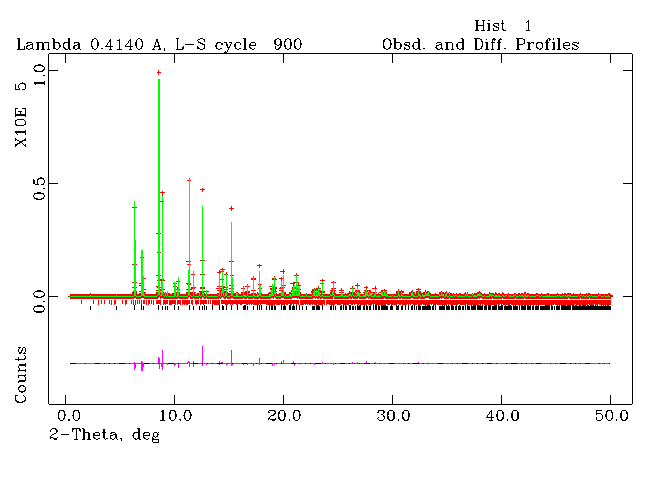 Hist 1
Lambda 0.4140 A, L-S cycle 900 Obsd. and Diff. Profiles
X10E 5
1.0
0.5
0.0
Counts
0.0 10.0 20.0 30.0 40.0 50.0
2-Theta, deg